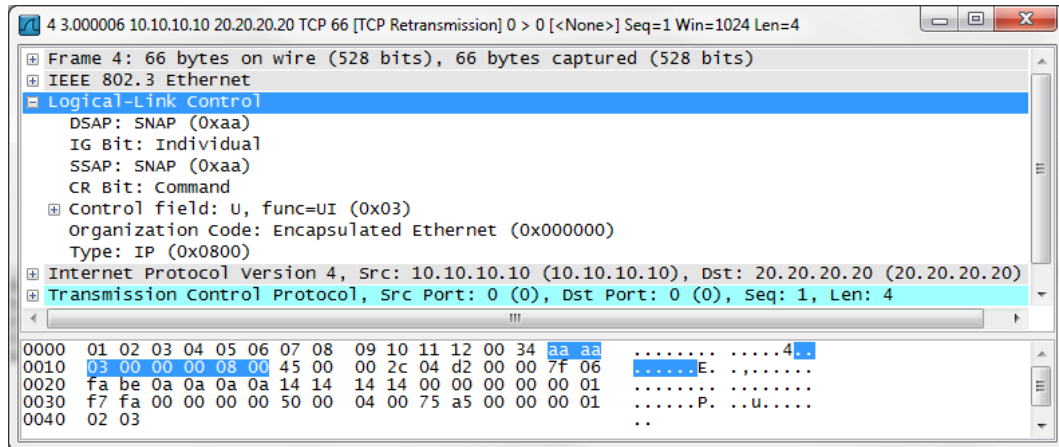 4 3.000006 10.10.10.10 20.20.20.20 TCP 66 [TCP Retransmission] 0 > 0 [<None>] Seq=1 Win=1024 Len=4
Frame 4: 66 bytes on wire (528 bits), 66 bytes captured (528 bits)
IEEE 802.3 Ethernet
Logical-Link Control
DSAP: SNAP (0xaa)
IG Bit: Individual
SSAP: SNAP (0xaa)
CR Bit: Command
Control field: U, func=UI (0x03)
Organization Code: Encapsulated Ethernet (0x000000)
Type: IP (0x0800)
Internet Protocol Version 4, Src: 10.10.10.10 (10.10.10.10), Dst: 20.20.20.20 (20.20.20.20)
Transmission Control Protocol, Src Port: 0 (0), Dst Port: 0 (0), Seq: 1, Len: 4
0000 01 02 03 04 05 06 07 08 09 10 11 12 00 34 aa aa ........ .....4..
0010 03 00 00 00 08 00 45 00 00 2c 04 d2 00 00 7f 06 ......E. .,......
0020 fa be 0a 0a 0a 0a 14 14 14 14 00 00 00 00 00 01 ........ ........
0030 f7 fa 00 00 00 00 50 00 04 00 75 a5 00 00 00 01 ......P. ..u.....
0040 02 03 ..